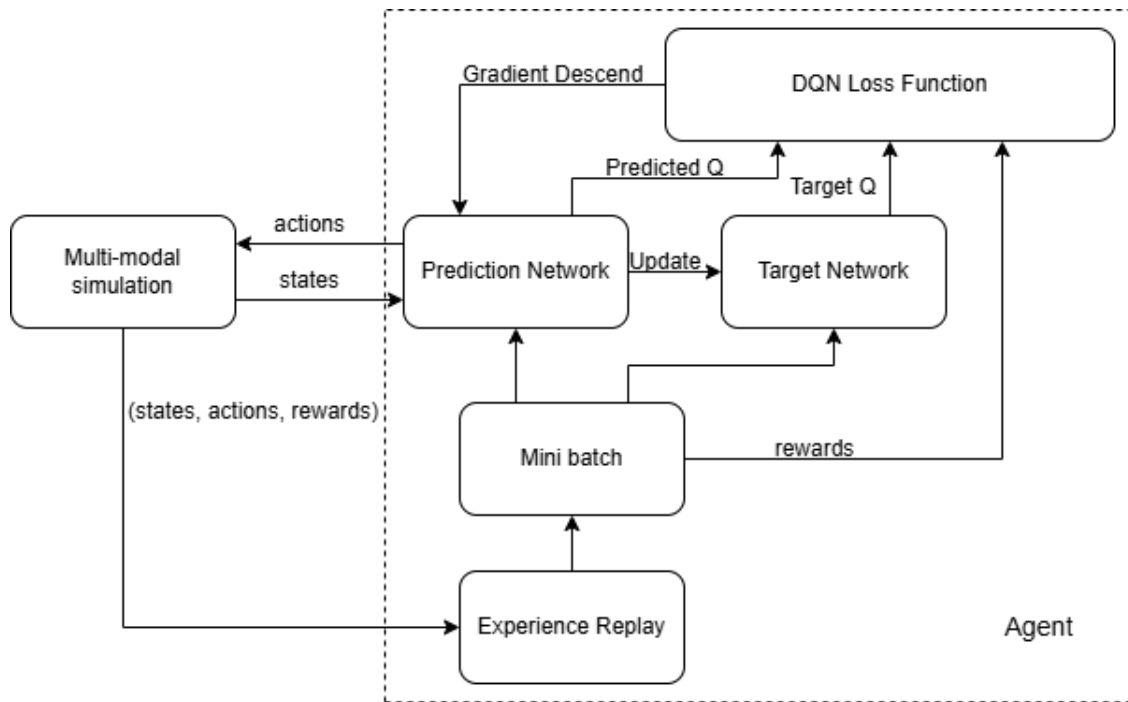 DQN Loss Function
Gradient Descend
Predicted Q
Target Q
actions
Multi-modal
simulation
states
Prediction Network
Update
Target Network
(states, actions, rewards)
Mini batch
rewards
Experience Replay
Agent